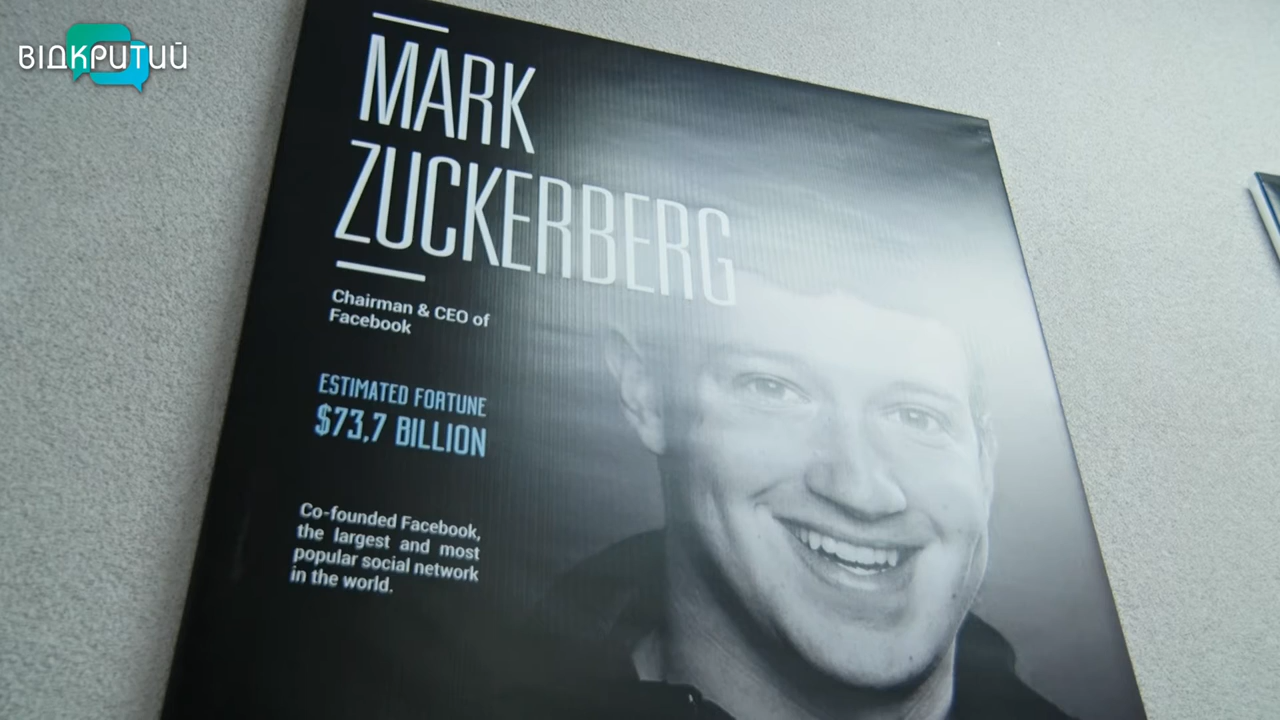 ВІДКРИТИЙ
MARK
ZUCKERBERG
Chairman & CEO of
Facebook
ESTIMATED FORTUNE
$73,7 BILLION
Co-founded Facebook,
the largest and most
popular social network
in the world.